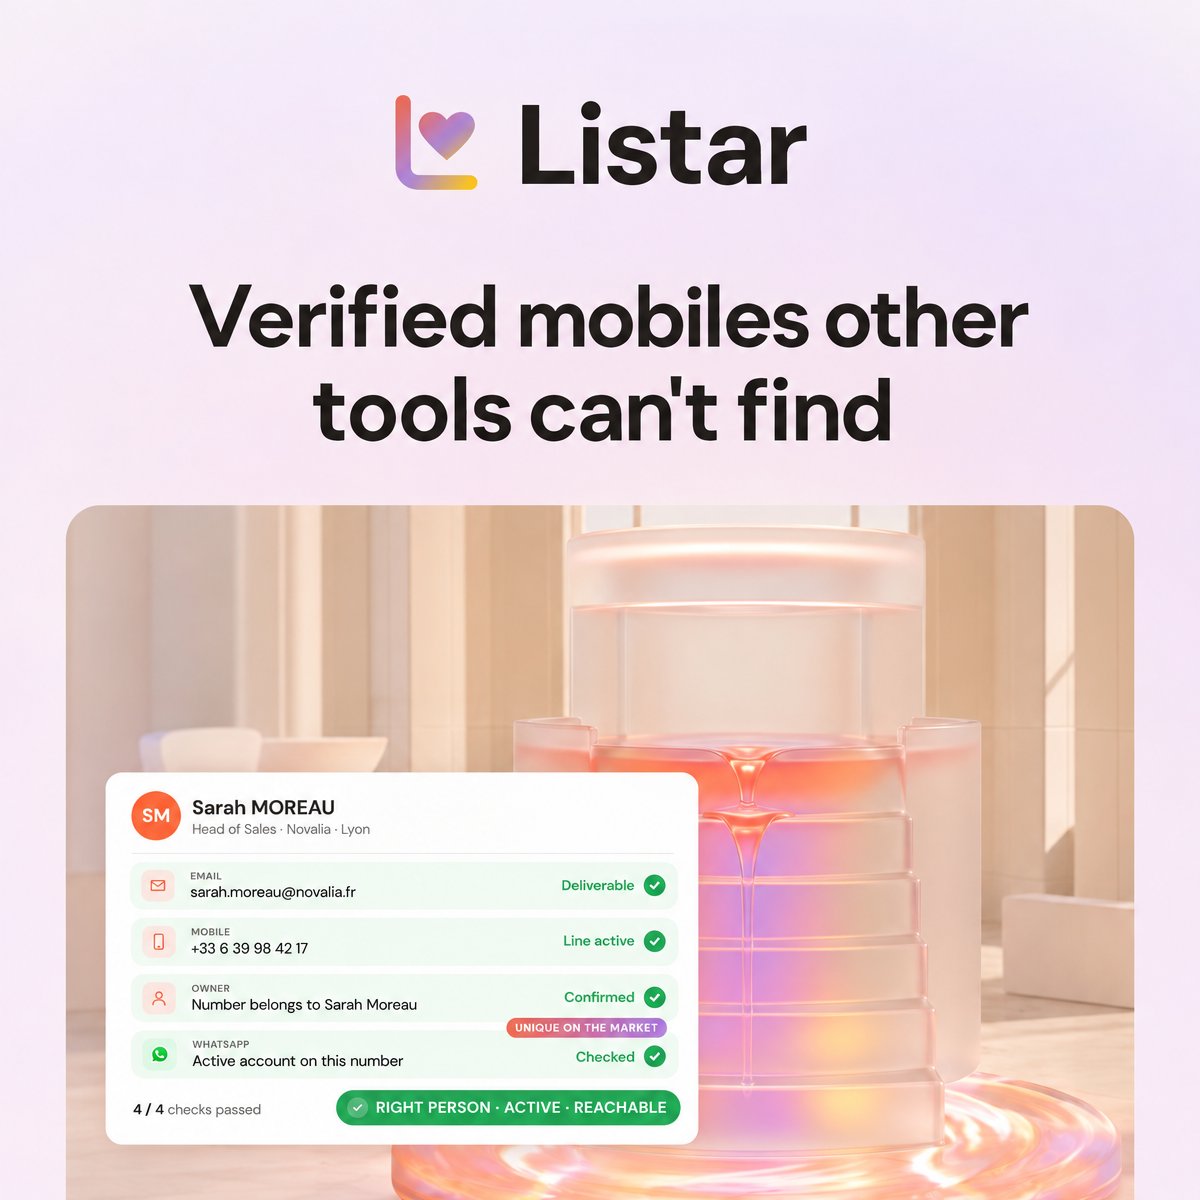 Listar
Verified mobiles other
tools can't find
SM
Sarah MOREAU
Head of Sales · Novalia · Lyon
EMAIL
sarah.moreau@novalia.fr
Deliverable
MOBILE
+33 6 39 98 42 17
Line active
OWNER
Number belongs to Sarah Moreau
Confirmed
UNIQUE ON THE MARKET
WHATSAPP
Active account on this number
Checked
4 / 4 checks passed
RIGHT PERSON · ACTIVE · REACHABLE